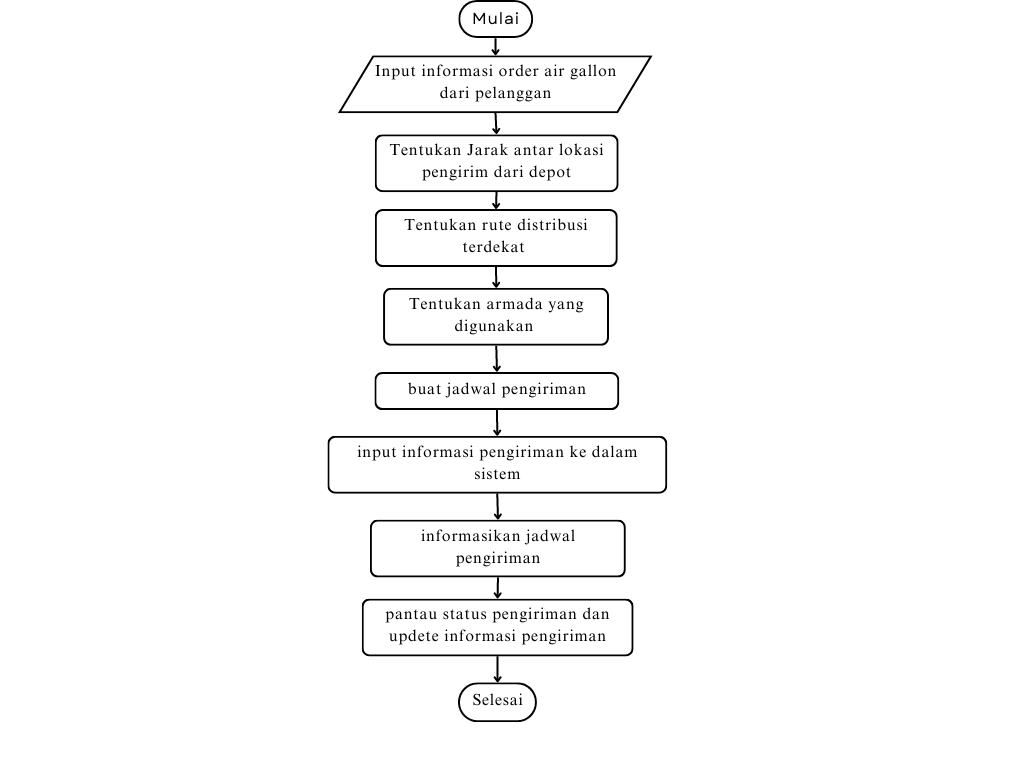 Mulai
Input informasi order air gallon
dari pelanggan
Tentukan Jarak antar lokasi
pengirim dari depot
Tentukan rute distribusi
terdekat
Tentukan armada yang
digunakan
buat jadwal pengiriman
input informasi pengiriman ke dalam
sistem
informasikan jadwal
pengiriman
pantau status pengiriman dan
updete informasi pengiriman
Selesai